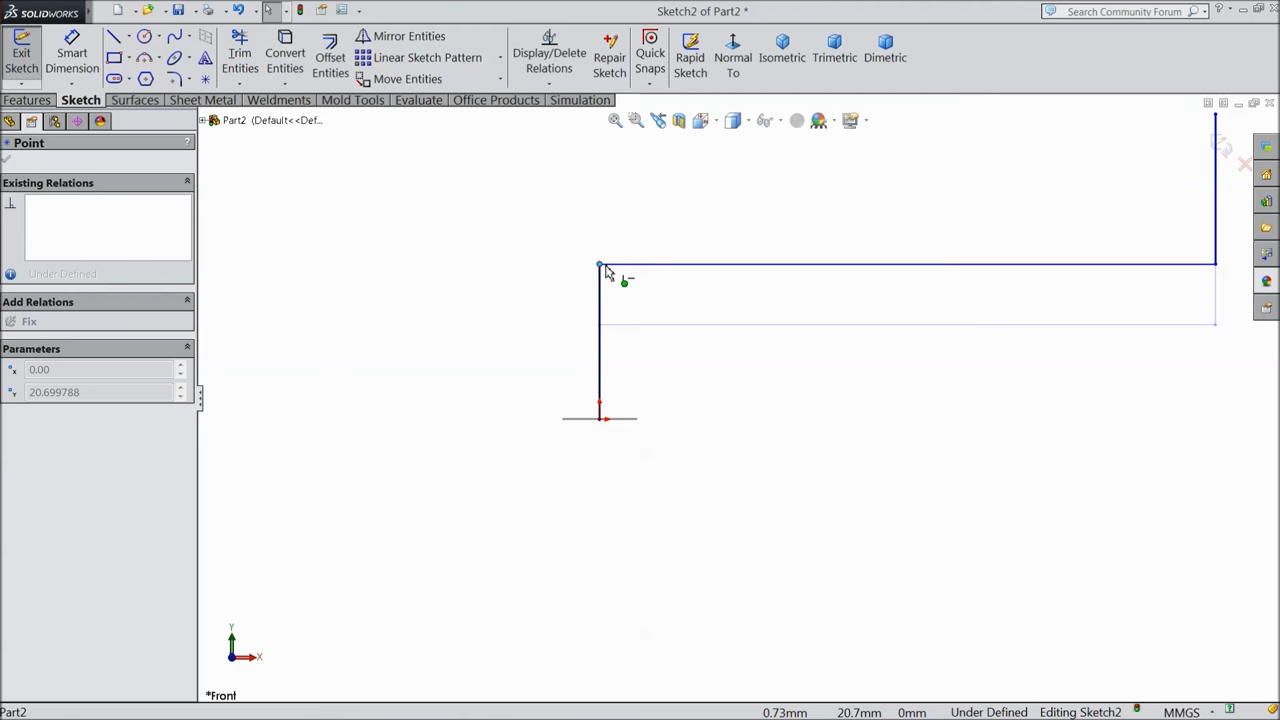 SOLIDWORKS
Sketch2 of Part2 *
Search Community Forum
Exit Sketch
Smart Dimension
Trim Entities
Convert Entities
Offset Entities
Mirror Entities
Linear Sketch Pattern
Move Entities
Display/Delete Relations
Repair Sketch
Quick Snaps
Rapid Sketch
Normal To
Isometric
Trimetric
Dimetric
Features Sketch Surfaces Sheet Metal Weldments Mold Tools Evaluate Office Products Simulation
Part2 (Default<<Def...
Point
?
Existing Relations
Under Defined
Add Relations
Fix
Parameters
0.00
20.699788
Y
X
*Front
Part2
0.73mm 20.7mm 0mm Under Defined Editing Sketch2 MMGS